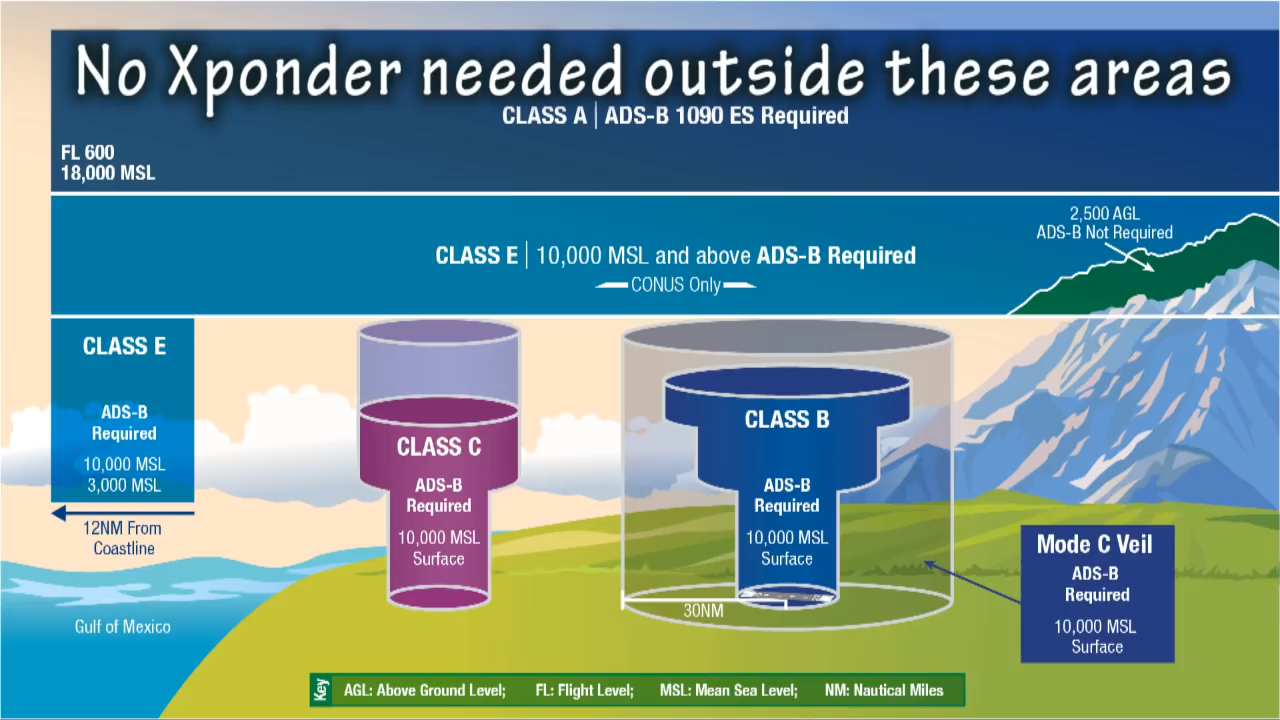 No Xponder needed outside these areas
CLASS A | ADS-B 1090 ES Required
FL 600
18,000 MSL
2,500 AGL
ADS-B Not Required
CLASS E | 10,000 MSL and above ADS-B Required
CONUS Only
CLASS E
ADS-B
Required
10,000 MSL
3,000 MSL
12NM From
Coastline
Gulf of Mexico
CLASS C
ADS-B
Required
10,000 MSL
Surface
CLASS B
ADS-B
Required
10,000 MSL
Surface
30NM
Mode C Veil
ADS-B
Required
10,000 MSL
Surface
Key
AGL: Above Ground Level; FL: Flight Level; MSL: Mean Sea Level; NM: Nautical Miles